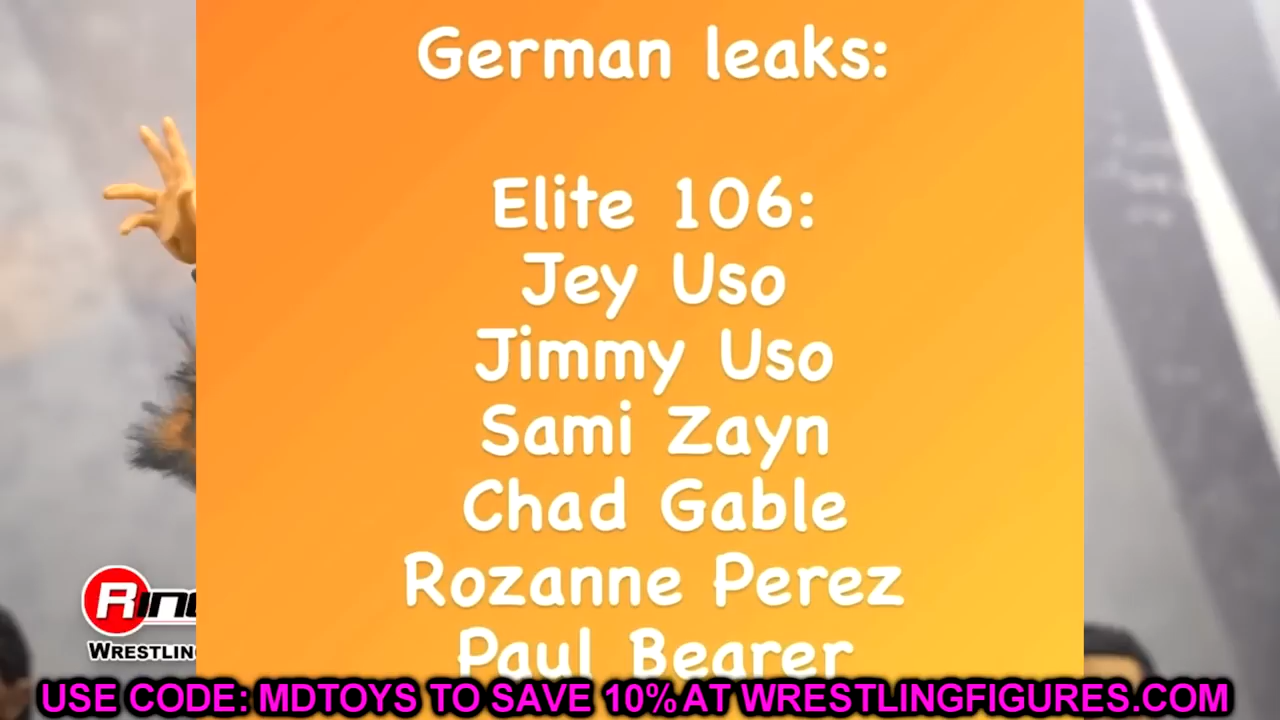 German leaks:
Elite 106:
Jey Uso
Jimmy Uso
Sami Zayn
Chad Gable
Rozanne Perez
Paul Bearer
WRESTLIN
USE CODE: MDTOYS TO SAVE 10% AT WRESTLINGFIGURES.COM